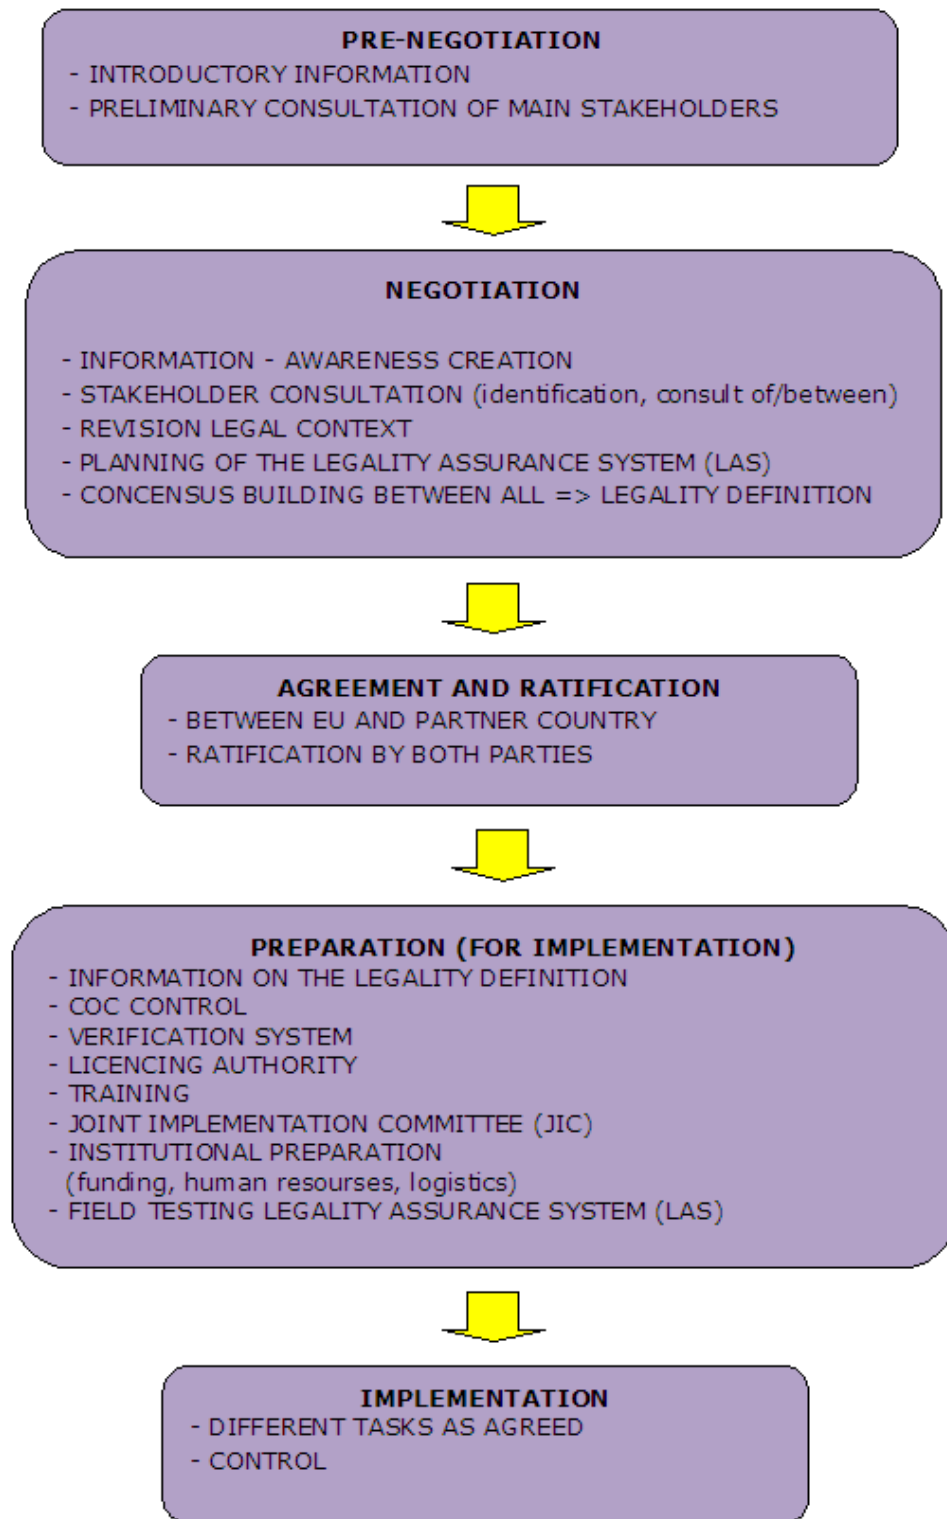 PRE-NEGOTIATION
- INTRODUCTORY INFORMATION
- PRELIMINARY CONSULTATION OF MAIN STAKEHOLDERS
NEGOTIATION
- INFORMATION - AWARENESS CREATION
- STAKEHOLDER CONSULTATION (identification, consult of/between)
- REVISION LEGAL CONTEXT
- PLANNING OF THE LEGALITY ASSURANCE SYSTEM (LAS)
- CONCENSUS BUILDING BETWEEN ALL => LEGALITY DEFINITION
AGREEMENT AND RATIFICATION
- BETWEEN EU AND PARTNER COUNTRY
- RATIFICATION BY BOTH PARTIES
PREPARATION (FOR IMPLEMENTATION)
- INFORMATION ON THE LEGALITY DEFINITION
- COC CONTROL
- VERIFICATION SYSTEM
- LICENCING AUTHORITY
- TRAINING
- JOINT IMPLEMENTATION COMMITTEE (JIC)
- INSTITUTIONAL PREPARATION
(funding, human resourses, logistics)
- FIELD TESTING LEGALITY ASSURANCE SYSTEM (LAS)
IMPLEMENTATION
- DIFFERENT TASKS AS AGREED
- CONTROL